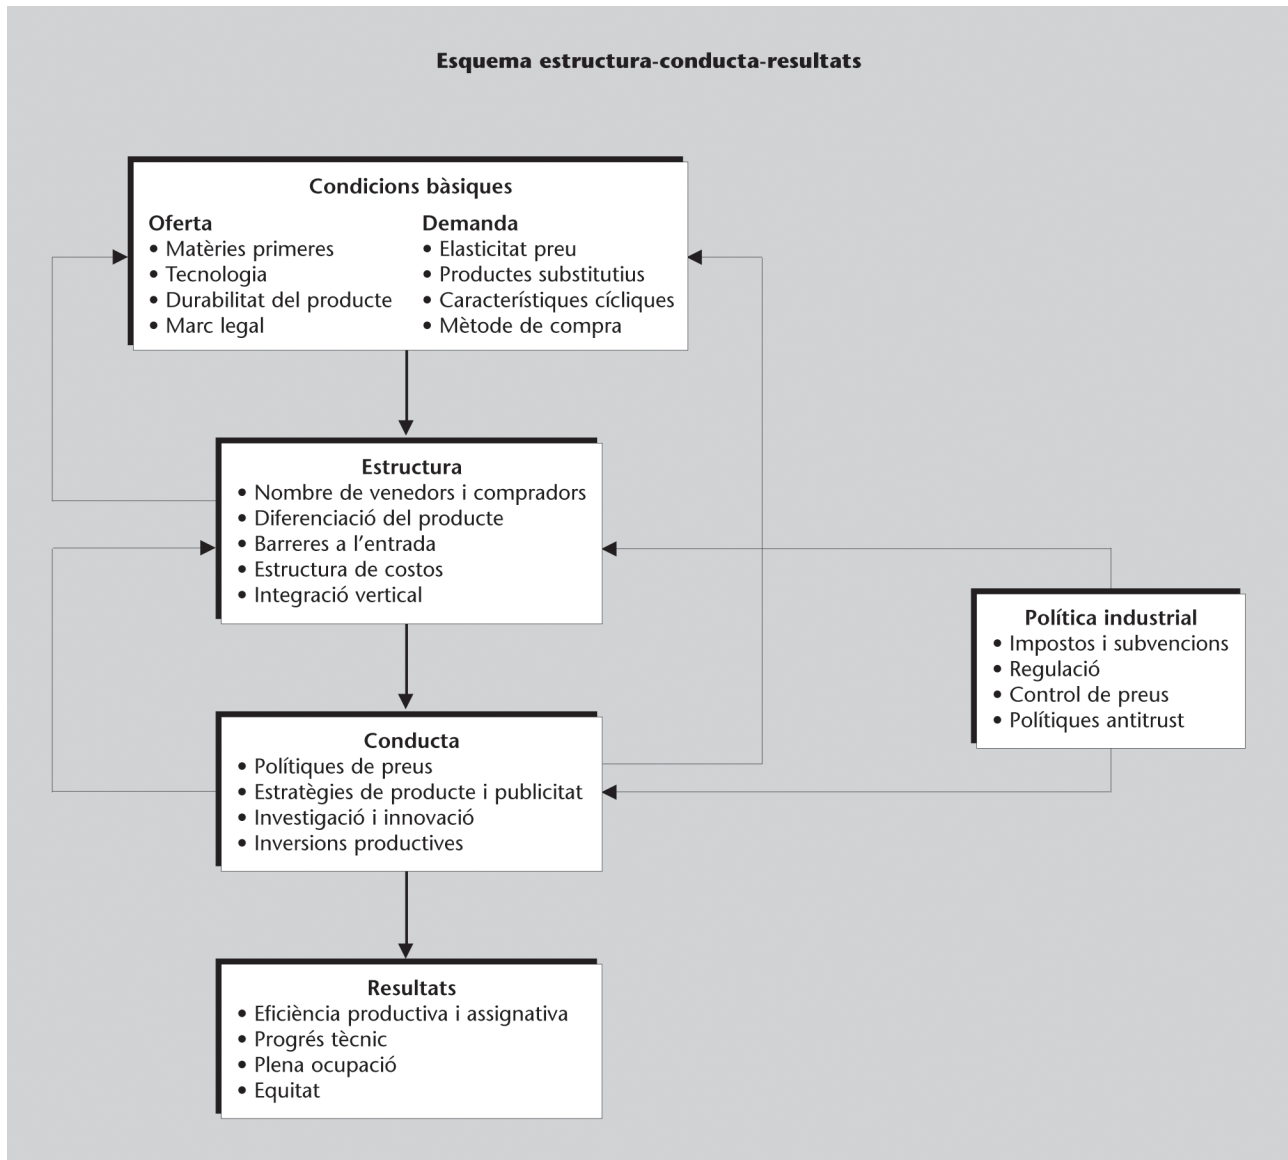 Esquema estructura-conducta-resultats
Condicions bàsiques
Oferta
• Matèries primeres
• Tecnologia
• Durabilitat del producte
• Marc legal
Demanda
• Elasticitat preu
• Productes substitutius
• Característiques cícliques
• Mètode de compra
Estructura
• Nombre de venedors i compradors
• Diferenciació del producte
• Barreres a l’entrada
• Estructura de costos
• Integració vertical
Política industrial
• Impostos i subvencions
• Regulació
• Control de preus
• Polítiques antitrust
Conducta
• Polítiques de preus
• Estratègies de producte i publicitat
• Investigació i innovació
• Inversions productives
Resultats
• Eficiència productiva i assignativa
• Progrés tècnic
• Plena ocupació
• Equitat